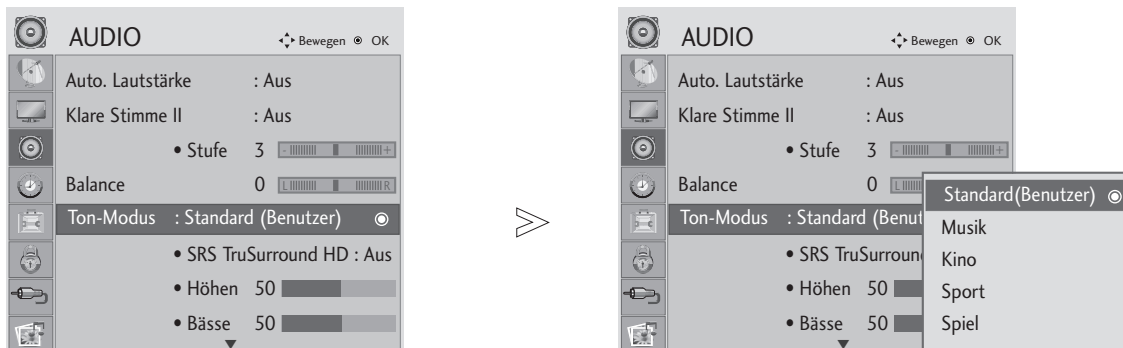 AUDIO Bewegen OK
Auto. Lautstärke : Aus
Klare Stimme II : Aus
• Stufe 3 - +
Balance 0 L R
Ton-Modus : Standard (Benutzer)
• SRS TruSurround HD : Aus
• Höhen 50
• Bässe 50
AUDIO Bewegen OK
Auto. Lautstärke : Aus
Klare Stimme II : Aus
• Stufe 3 - +
Balance 0 L
Ton-Modus : Standard (Benut
• SRS TruSurroun
• Höhen 50
• Bässe 50
Standard(Benutzer)
Musik
Kino
Sport
Spiel